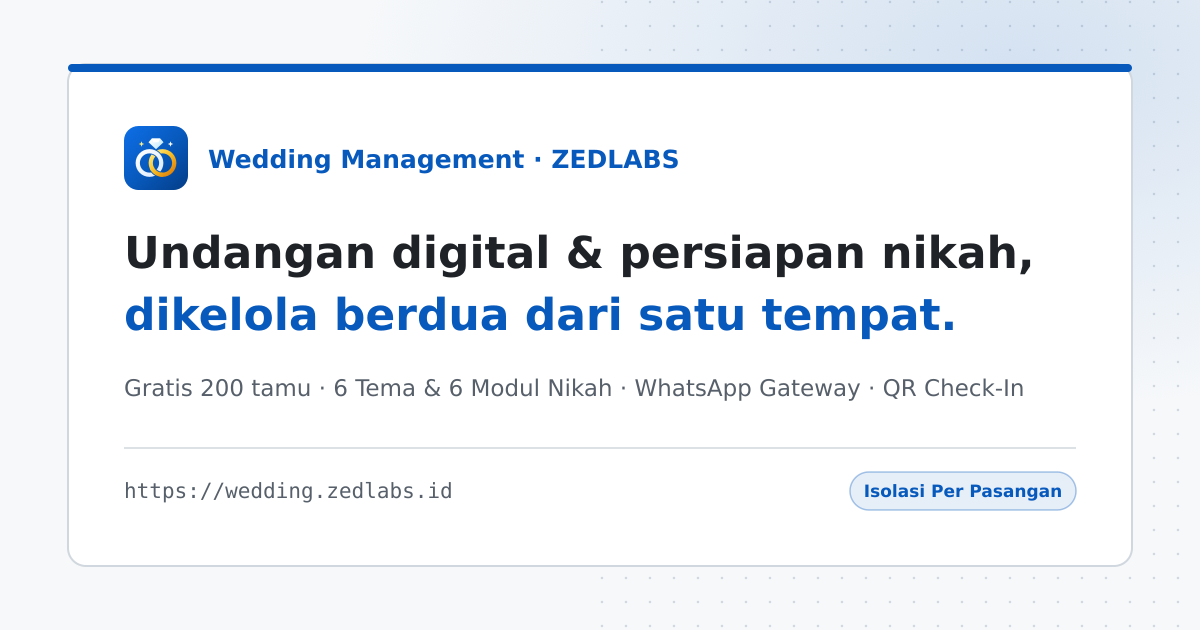 Wedding Management · ZEDLABS
Undangan digital & persiapan nikah,
dikelola berdua dari satu tempat.
Gratis 200 tamu · 6 Tema & 6 Modul Nikah · WhatsApp Gateway · QR Check-In
https://wedding.zedlabs.id
Isolasi Per Pasangan